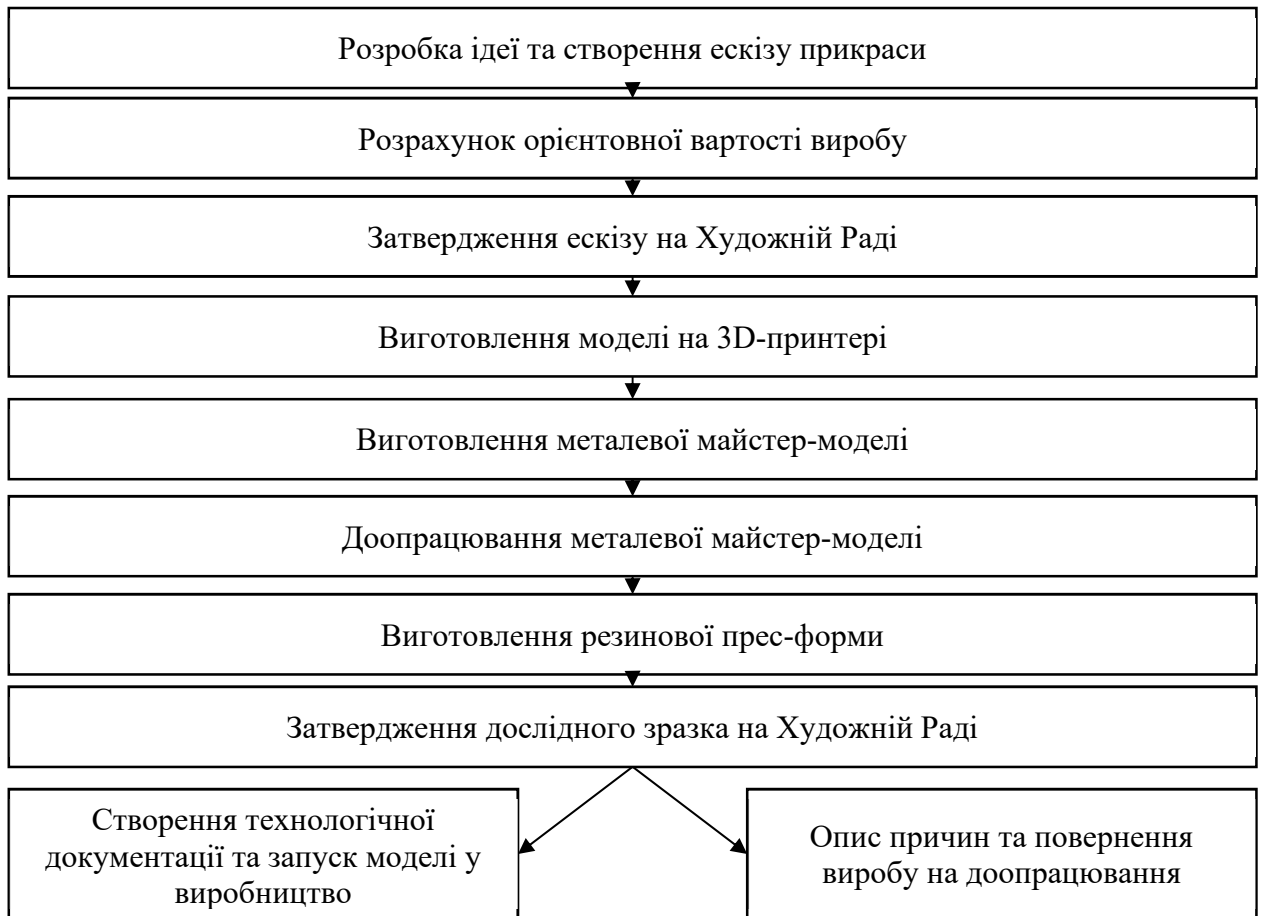 Розробка ідеї та створення ескізу прикраси
Розрахунок орієнтовної вартості виробу
Затвердження ескізу на Художній Раді
Виготовлення моделі на 3D-принтері
Виготовлення металевої майстер-моделі
Доопрацювання металевої майстер-моделі
Виготовлення резинової прес-форми
Затвердження дослідного зразка на Художній Раді
Створення технологічної
документації та запуск моделі у
виробництво
Опис причин та повернення
виробу на доопрацювання